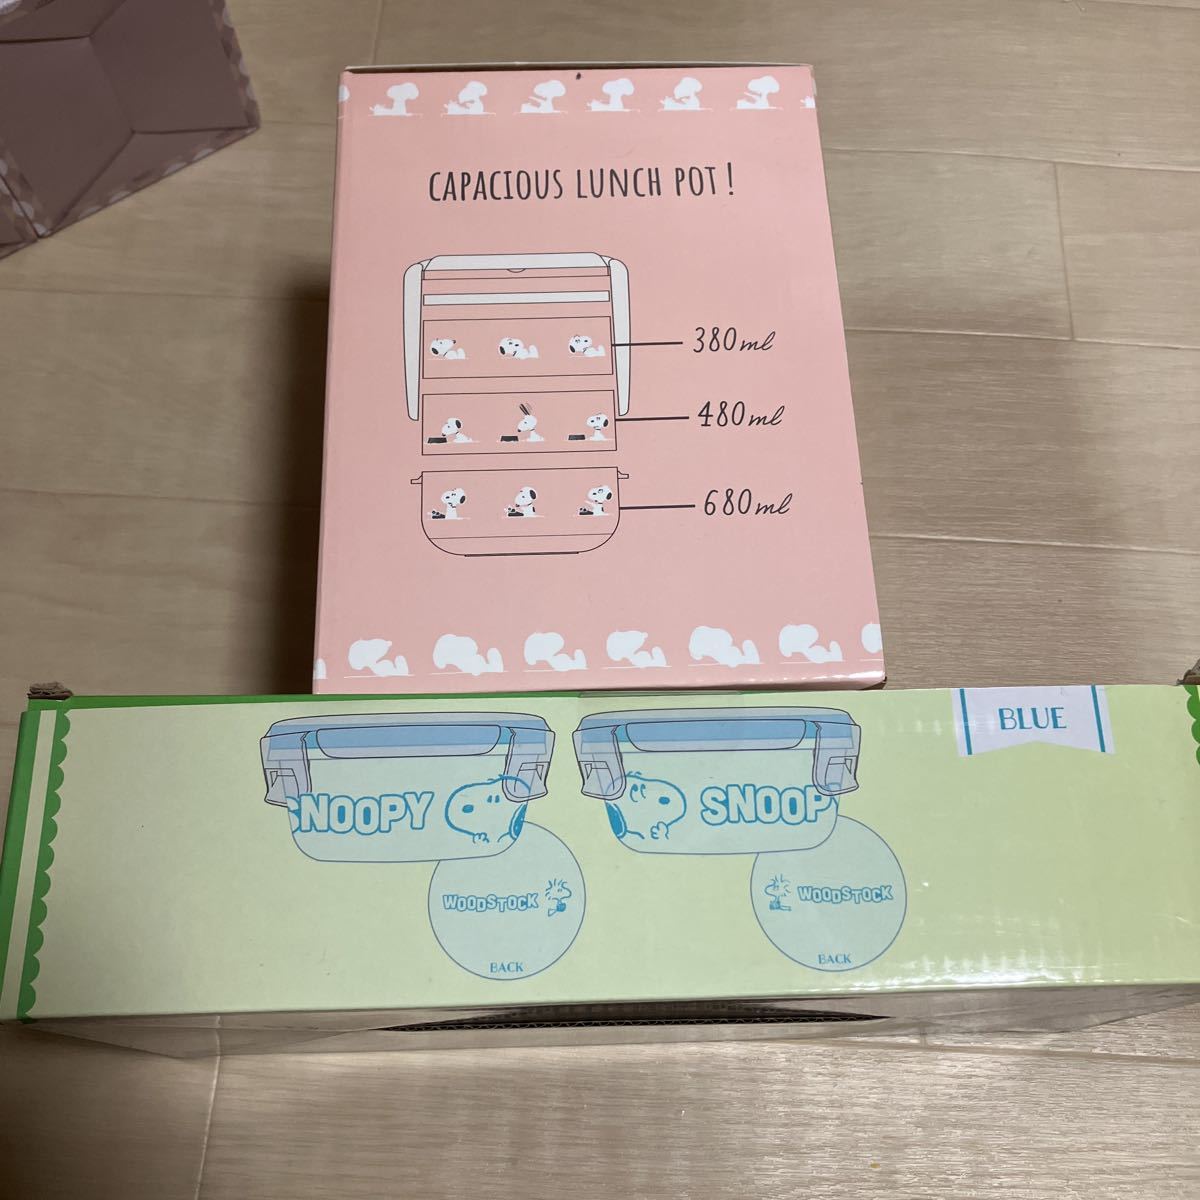 CAPACIOUS LUNCH POT!
380ml
480ml
680ml
BLUE
SNOOPY
SNOOP
WOODSTOCK
WOODSTOCK
BACK
BACK